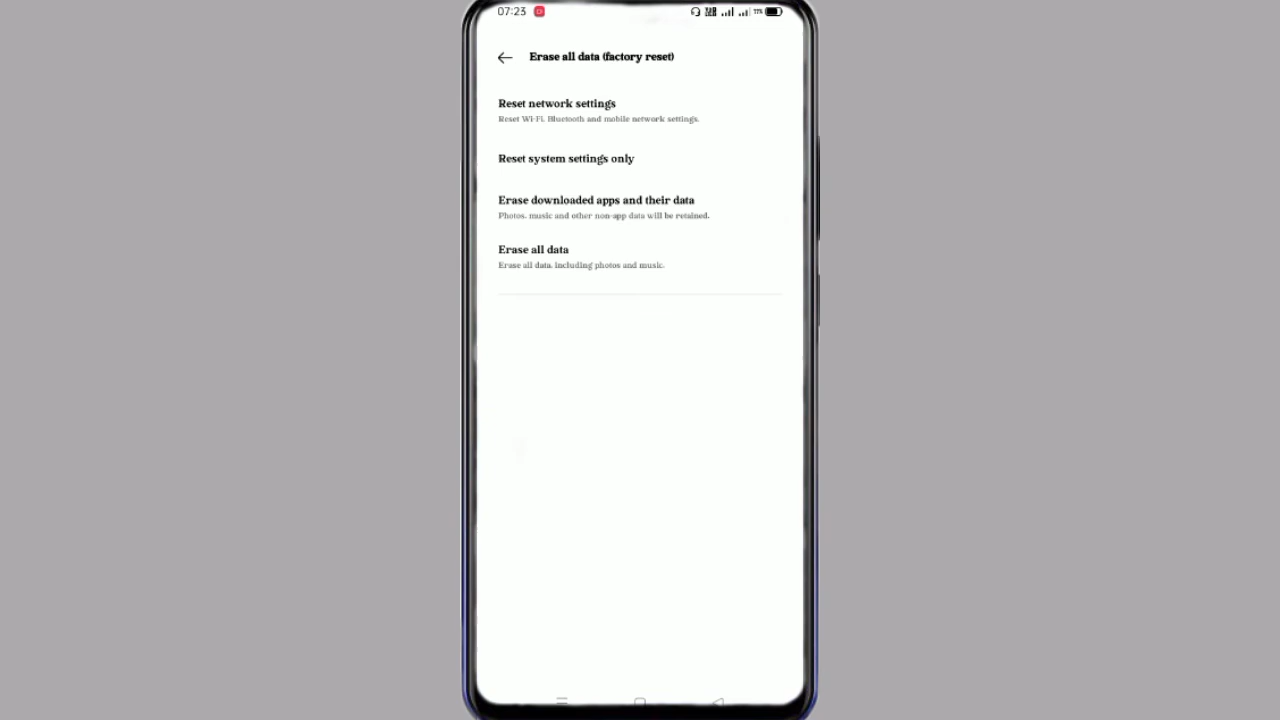 07:23
77%
Erase all data (factory reset)
Reset network settings
Reset Wi-Fi, Bluetooth and mobile network settings.
Reset system settings only
Erase downloaded apps and their data
Photos, music and other non-app data will be retained.
Erase all data
Erase all data, including photos and music.